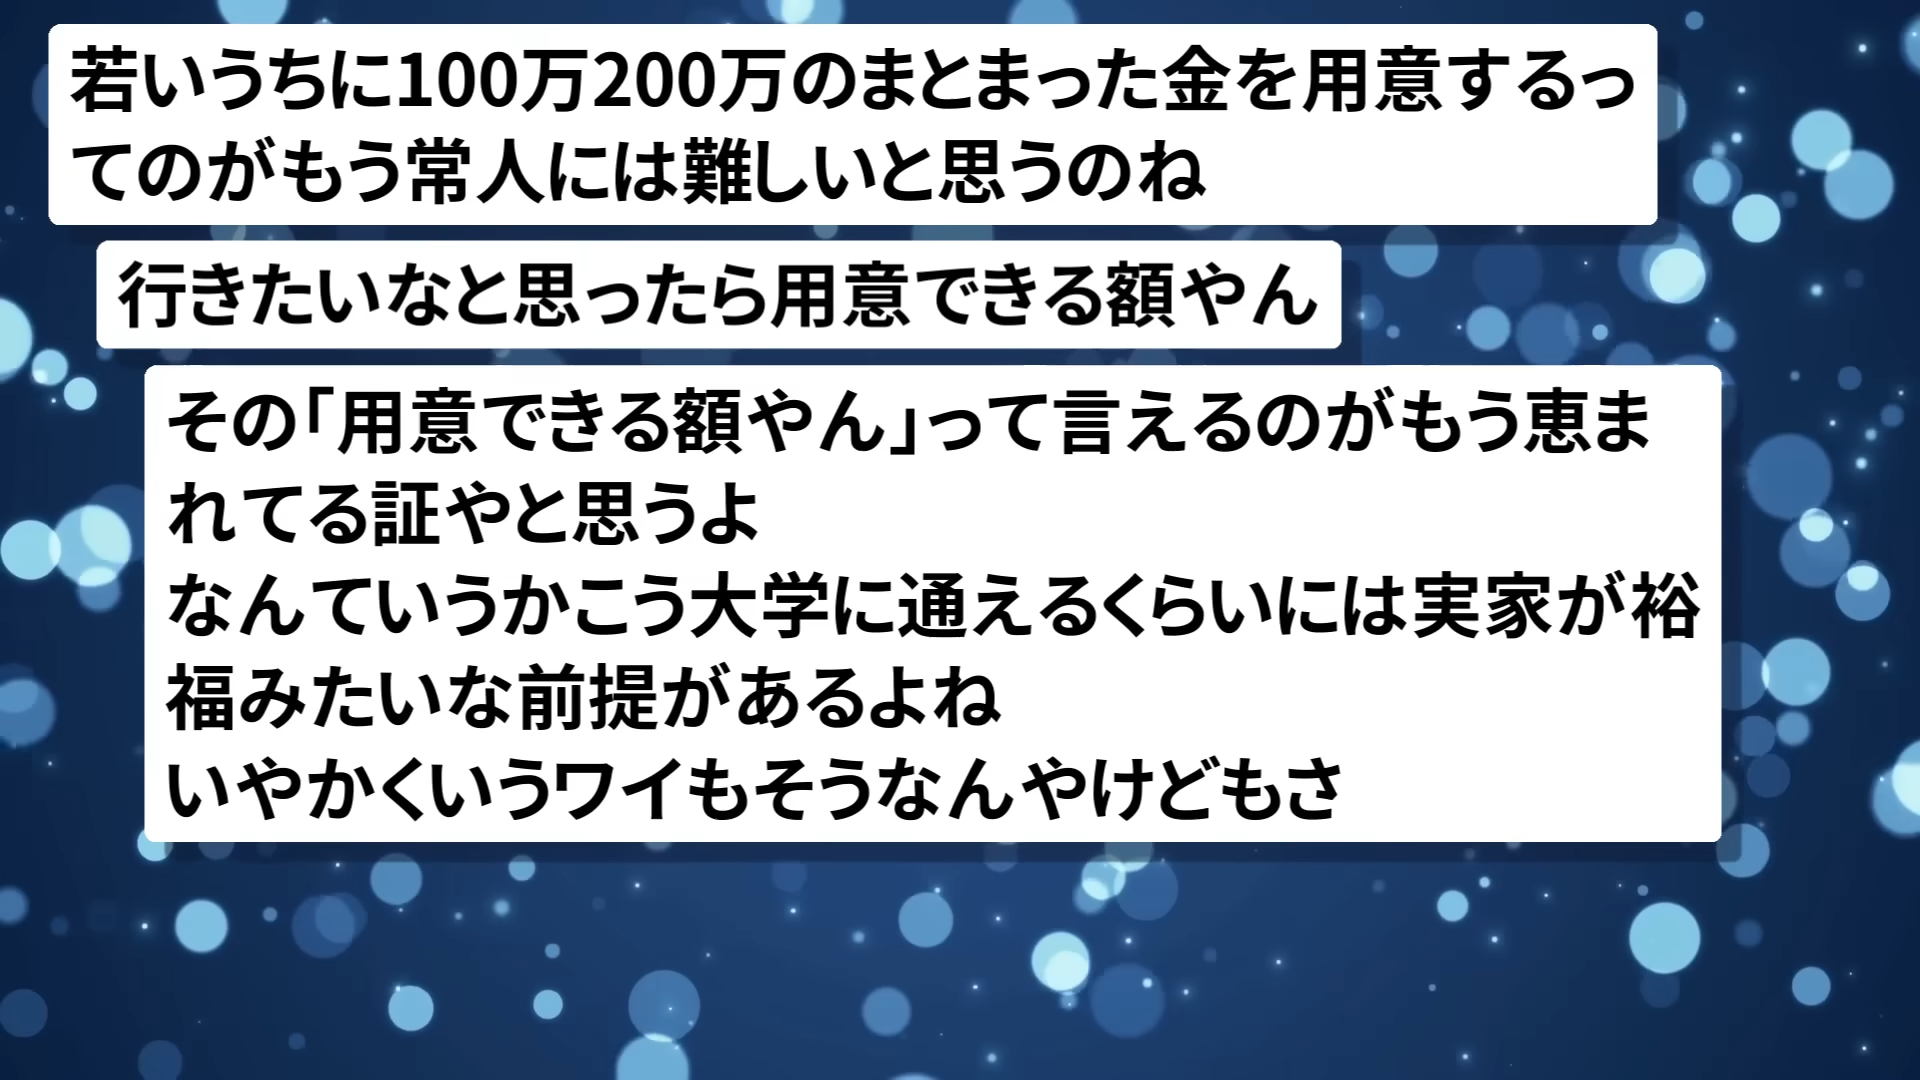 若いうちに100万200万のまとまった金を用意するっ
てのがもう常人には難しいと思うのね
行きたいなと思ったら用意できる額やん
その「用意できる額やん」って言えるのがもう恵ま
れてる証やと思うよ
なんていうかこう大学に通えるくらいには実家が裕
福みたいな前提があるよね
いやかくいうワイもそうなんやけどもさ